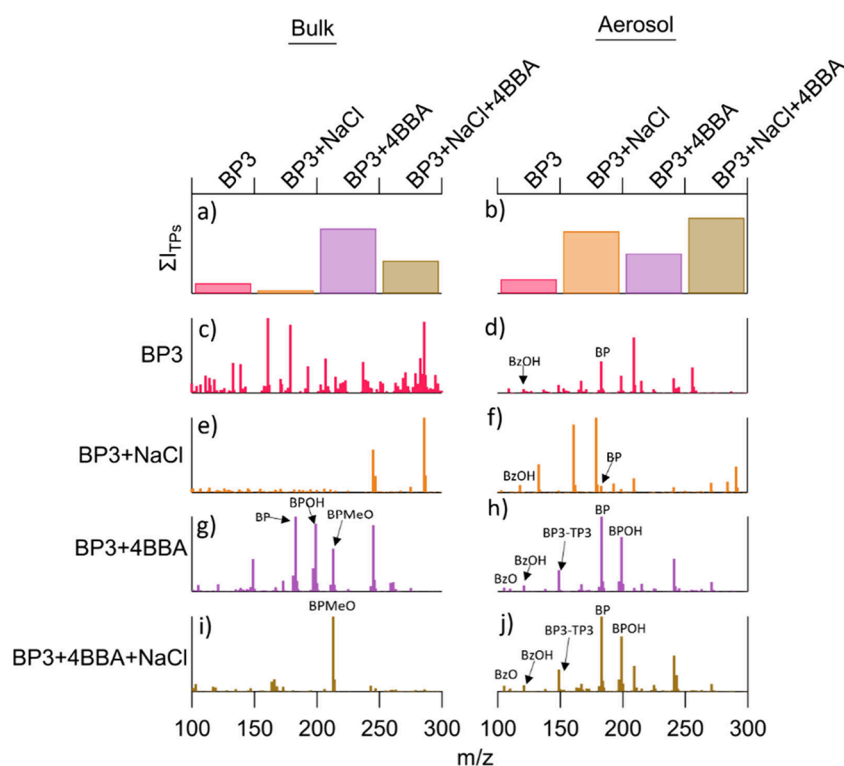 Bulk
Aerosol
BP3
BP3+NaCl
BP3+4BBA
BP3+NaCl+4BBA
BP3
BP3+NaCl
BP3+4BBA
BP3+NaCl+4BBA
ΣI_TPs
a)
b)
BP3
c)
d)
BzOH
BP
BP3+NaCl
e)
f)
BzOH
BP
BP3+4BBA
g)
BP
BPOH
BPMeO
h)
BzO
BzOH
BP3-TP3
BP
BPOH
BP3+4BBA+NaCl
i)
BPMeO
j)
BzO
BzOH
BP3-TP3
BP
BPOH
100 150 200 250 300
100 150 200 250 300
m/z